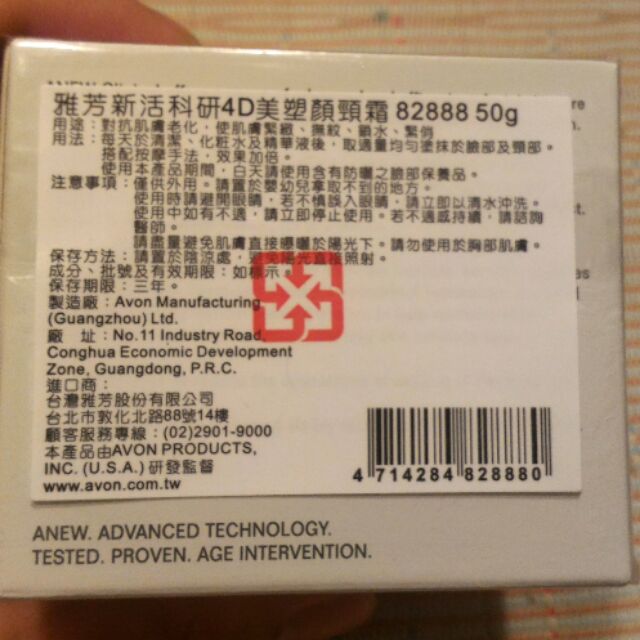 ANEW Clini
雅芳新活科研4D美塑顏頸霜 82888 50g
用途：對抗肌膚老化，使肌膚緊緻、撫紋、鎖水、緊俏
用法：每天於清潔、化粧水及精華液後，取適量均勻塗抹於臉部及頸部。
搭配按摩手法，效果加倍。
使用本產品期間，白天請使用含有防曬之臉部保養品。
注意事項：僅供外用。請置於嬰幼兒拿取不到的地方。
使用時請避開眼睛，若不慎誤入眼睛，請立即以清水沖洗。
使用中如有不適，請立即停止使用。若不適感持續，請諮詢
醫師。
請盡量避免肌膚直接曝曬於陽光下。請勿使用於胸部肌膚。
保存方法：請置於陰涼處，避免陽光直接照射。
成分、批號及有效期限：如標示。
保存期限：三年。
製造廠：Avon Manufacturing
(Guangzhou) Ltd.
廠 址：No.11 Industry Road,
Conghua Economic Development
Zone, Guangdong, P.R.C.
進口商：
台灣雅芳股份有限公司
台北市敦化北路88號14樓
顧客服務專線：(02)2901-9000
本產品由AVON PRODUCTS,
INC. (U.S.A.) 研發監督
www.avon.com.tw
4 714284 828880
ANEW. ADVANCED TECHNOLOGY.
TESTED. PROVEN. AGE INTERVENTION.